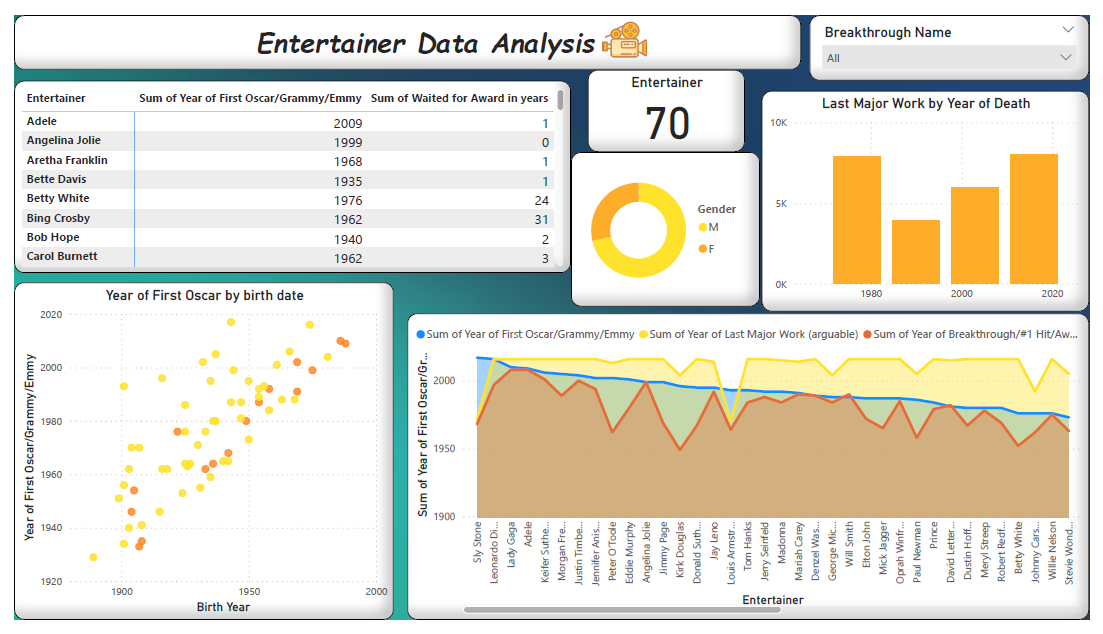 Entertainer Data Analysis
Breakthrough Name
All
Entertainer Sum of Year of First Oscar/Grammy/Emmy Sum of Waited for Award in years
Adele 2009 1
Angelina Jolie 1999 0
Aretha Franklin 1968 1
Bette Davis 1935 1
Betty White 1976 24
Bing Crosby 1962 31
Bob Hope 1940 2
Carol Burnett 1962 3
Entertainer
70
Gender
M
F
Last Major Work by Year of Death
10K
5K
0K
1980 2000 2020
Year of First Oscar by birth date
Year of First Oscar/Grammy/Emmy
2020
2000
1980
1960
1940
1920
1900 1950 2000
Birth Year
Sum of Year of First Oscar/Grammy/Emmy Sum of Year of Last Major Work (arguable) Sum of Year of Breakthrough/#1 Hit/Aw...
Sum of Year of First Oscar/Gr...
2000
1950
1900
Sly Stone
Leonardo Di...
Lady Gaga
Adele
Keifer Suthe...
Morgan Fre...
Justin Timbe...
Jennifer Anis...
Peter O'Toole
Eddie Murphy
Angelina Jolie
Jim Carrey
Kirk Douglas
Donald Suth...
Jay Leno
Louis Armstr...
Tom Hanks
Jerry Seinfeld
Madonna
Mariah Carey
Denzel Was...
George Mic...
Will Smith
Elton John
Mick Jagger
Oprah Winfr...
Paul Newman
Prince
David Letter...
Dustin Hoff...
Meryl Streep
Robert Redf...
Betty White
Johnny Cars...
Willie Nelson
Stevie Wond...
Entertainer